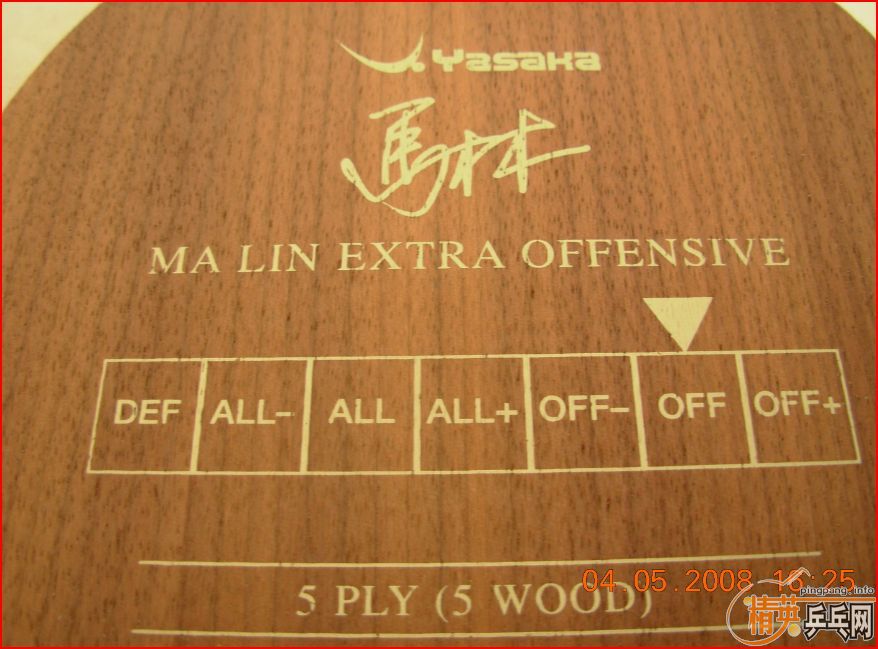 Yasaka
馬林
MA LIN EXTRA OFFENSIVE
DEF ALL- ALL ALL+ OFF- OFF OFF+
5 PLY (5 WOOD)
04.05.2008 16:25
pingpang.info
精英乒乓网